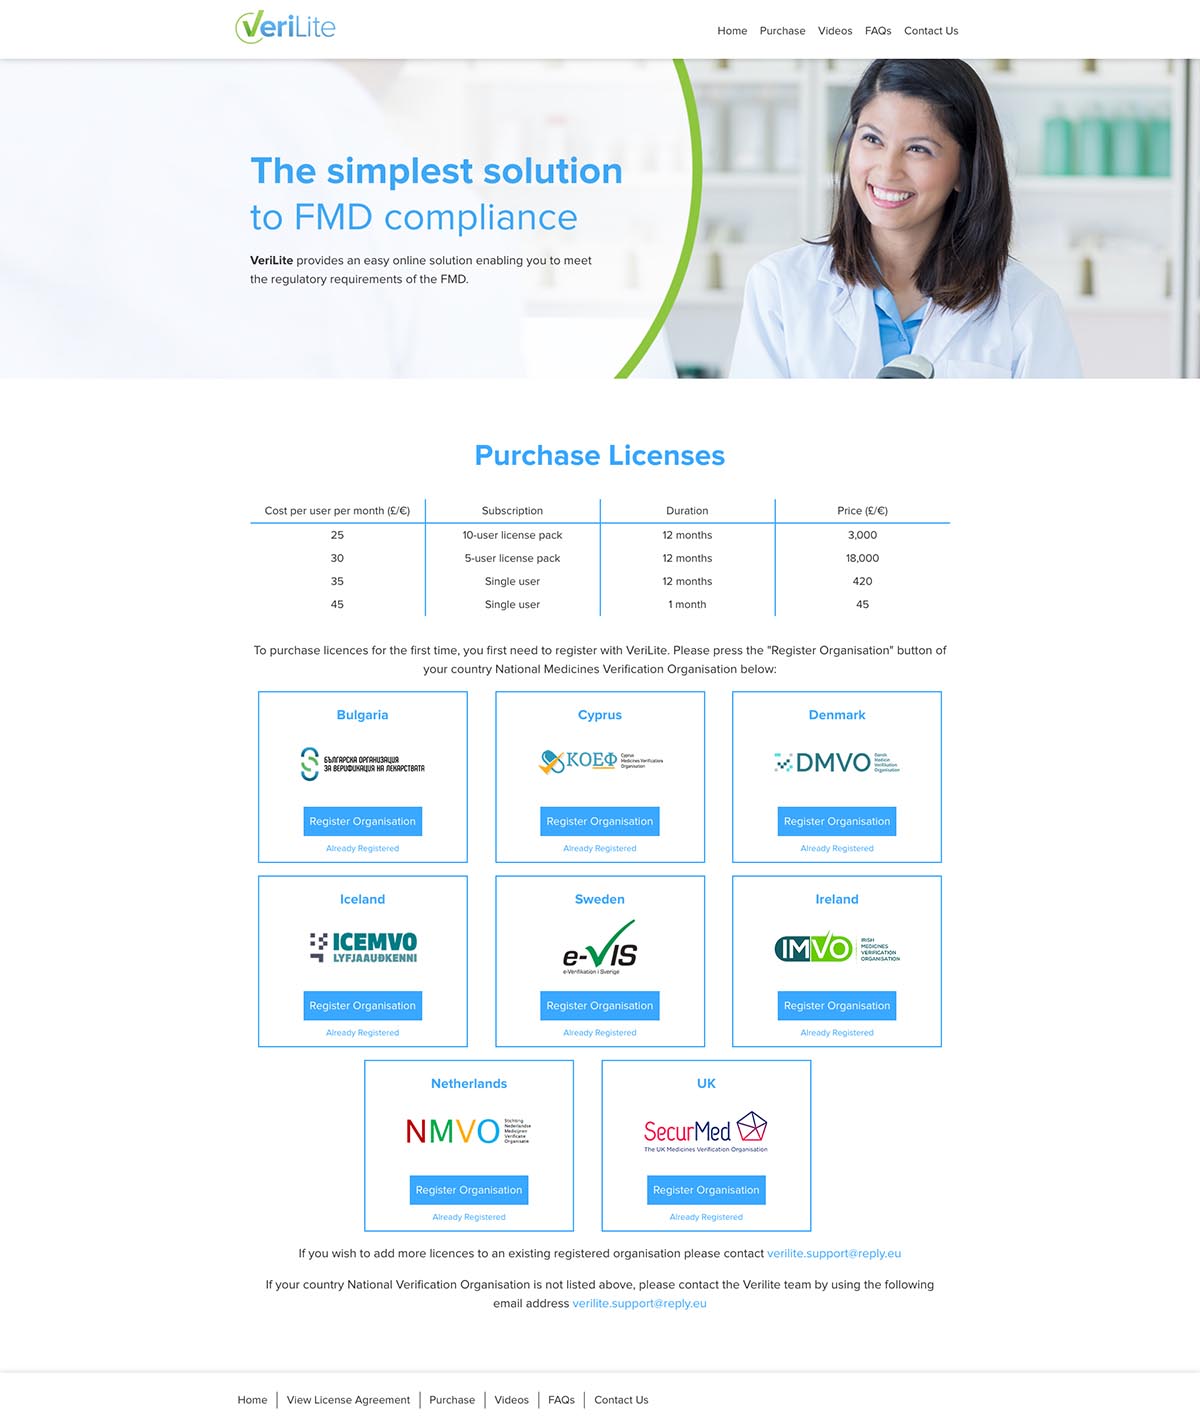 VeriLite
Home Purchase Videos FAQs Contact Us
The simplest solution
to FMD compliance
VeriLite provides an easy online solution enabling you to meet
the regulatory requirements of the FMD.
Purchase Licenses
Cost per user per month (£/€) Subscription Duration Price (£/€)
25 10-user license pack 12 months 3,000
30 5-user license pack 12 months 18,000
35 Single user 12 months 420
45 Single user 1 month 45
To purchase licences for the first time, you first need to register with VeriLite. Please press the "Register Organisation" button of
your country National Medicines Verification Organisation below:
Bulgaria
БЪЛГАРСКА ОРГАНИЗАЦИЯ
ЗА ВЕРИФИКАЦИЯ НА ЛЕКАРСТВАТА
Register Organisation
Already Registered
Cyprus
ΚΟΕΦ
Cyprus
Medicines Verification
Organisation
Register Organisation
Already Registered
Denmark
DMVO
Dansk
Medicin
Verifikation
Organisation
Register Organisation
Already Registered
Iceland
ICEMVO
LYFJAAUÐKENNI
Register Organisation
Already Registered
Sweden
e-VIS
e-Verifikation i Sverige
Register Organisation
Already Registered
Ireland
IMVO
IRISH
MEDICINES
VERIFICATION
ORGANISATION
Register Organisation
Already Registered
Netherlands
NMVO
Stichting
Nederlandse
Medicijnen
Verificatie
Organisatie
Register Organisation
Already Registered
UK
SecurMed
The UK Medicines Verification Organisation
Register Organisation
Already Registered
If you wish to add more licences to an existing registered organisation please contact verilite.support@reply.eu
If your country National Verification Organisation is not listed above, please contact the Verilite team by using the following
email address verilite.support@reply.eu
Home View License Agreement Purchase Videos FAQs Contact Us